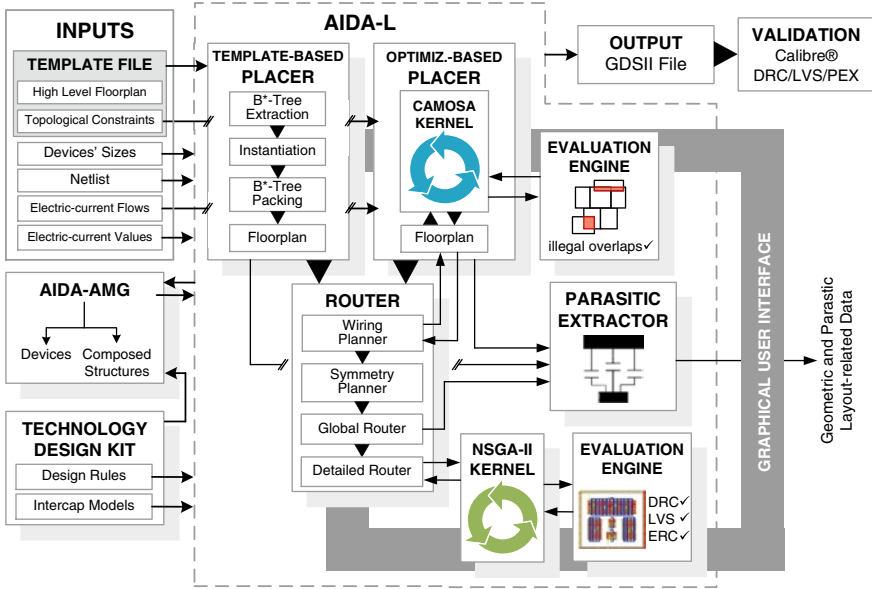 INPUTS
TEMPLATE FILE
High Level Floorplan
Topological Constraints
Devices' Sizes
Netlist
Electric-current Flows
Electric-current Values
AIDA-AMG
Devices
Composed
Structures
TECHNOLOGY
DESIGN KIT
Design Rules
Intercap Models
AIDA-L
TEMPLATE-BASED
PLACER
B*-Tree
Extraction
Instantiation
B*-Tree
Packing
Floorplan
OPTIMIZ.-BASED
PLACER
CAMOSA
KERNEL
Floorplan
ROUTER
Wiring
Planner
Symmetry
Planner
Global Router
Detailed Router
EVALUATION
ENGINE
illegal overlaps✓
PARASITIC
EXTRACTOR
NSGA-II
KERNEL
EVALUATION
ENGINE
DRC✓
LVS ✓
ERC✓
OUTPUT
GDSII File
VALIDATION
Calibre®
DRC/LVS/PEX
GRAPHICAL USER INTERFACE
Geometric and Parastic
Layout-related Data